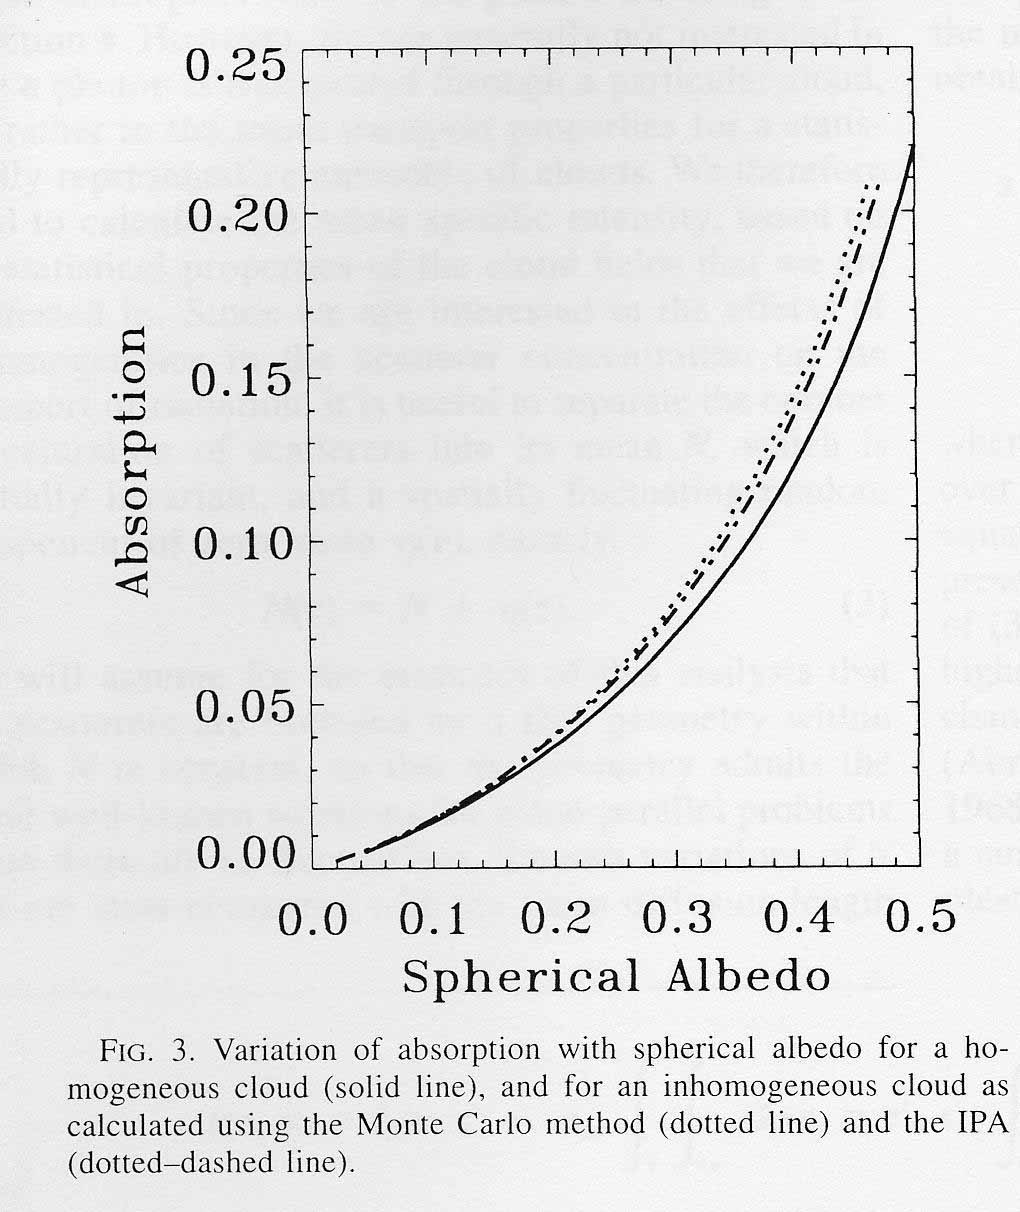 0.25
0.20
0.15
0.10
0.05
0.00
Absorption
0.0 0.1 0.2 0.3 0.4 0.5
Spherical Albedo
FIG. 3. Variation of absorption with spherical albedo for a ho-
mogeneous cloud (solid line), and for an inhomogeneous cloud as
calculated using the Monte Carlo method (dotted line) and the IPA
(dotted–dashed line).